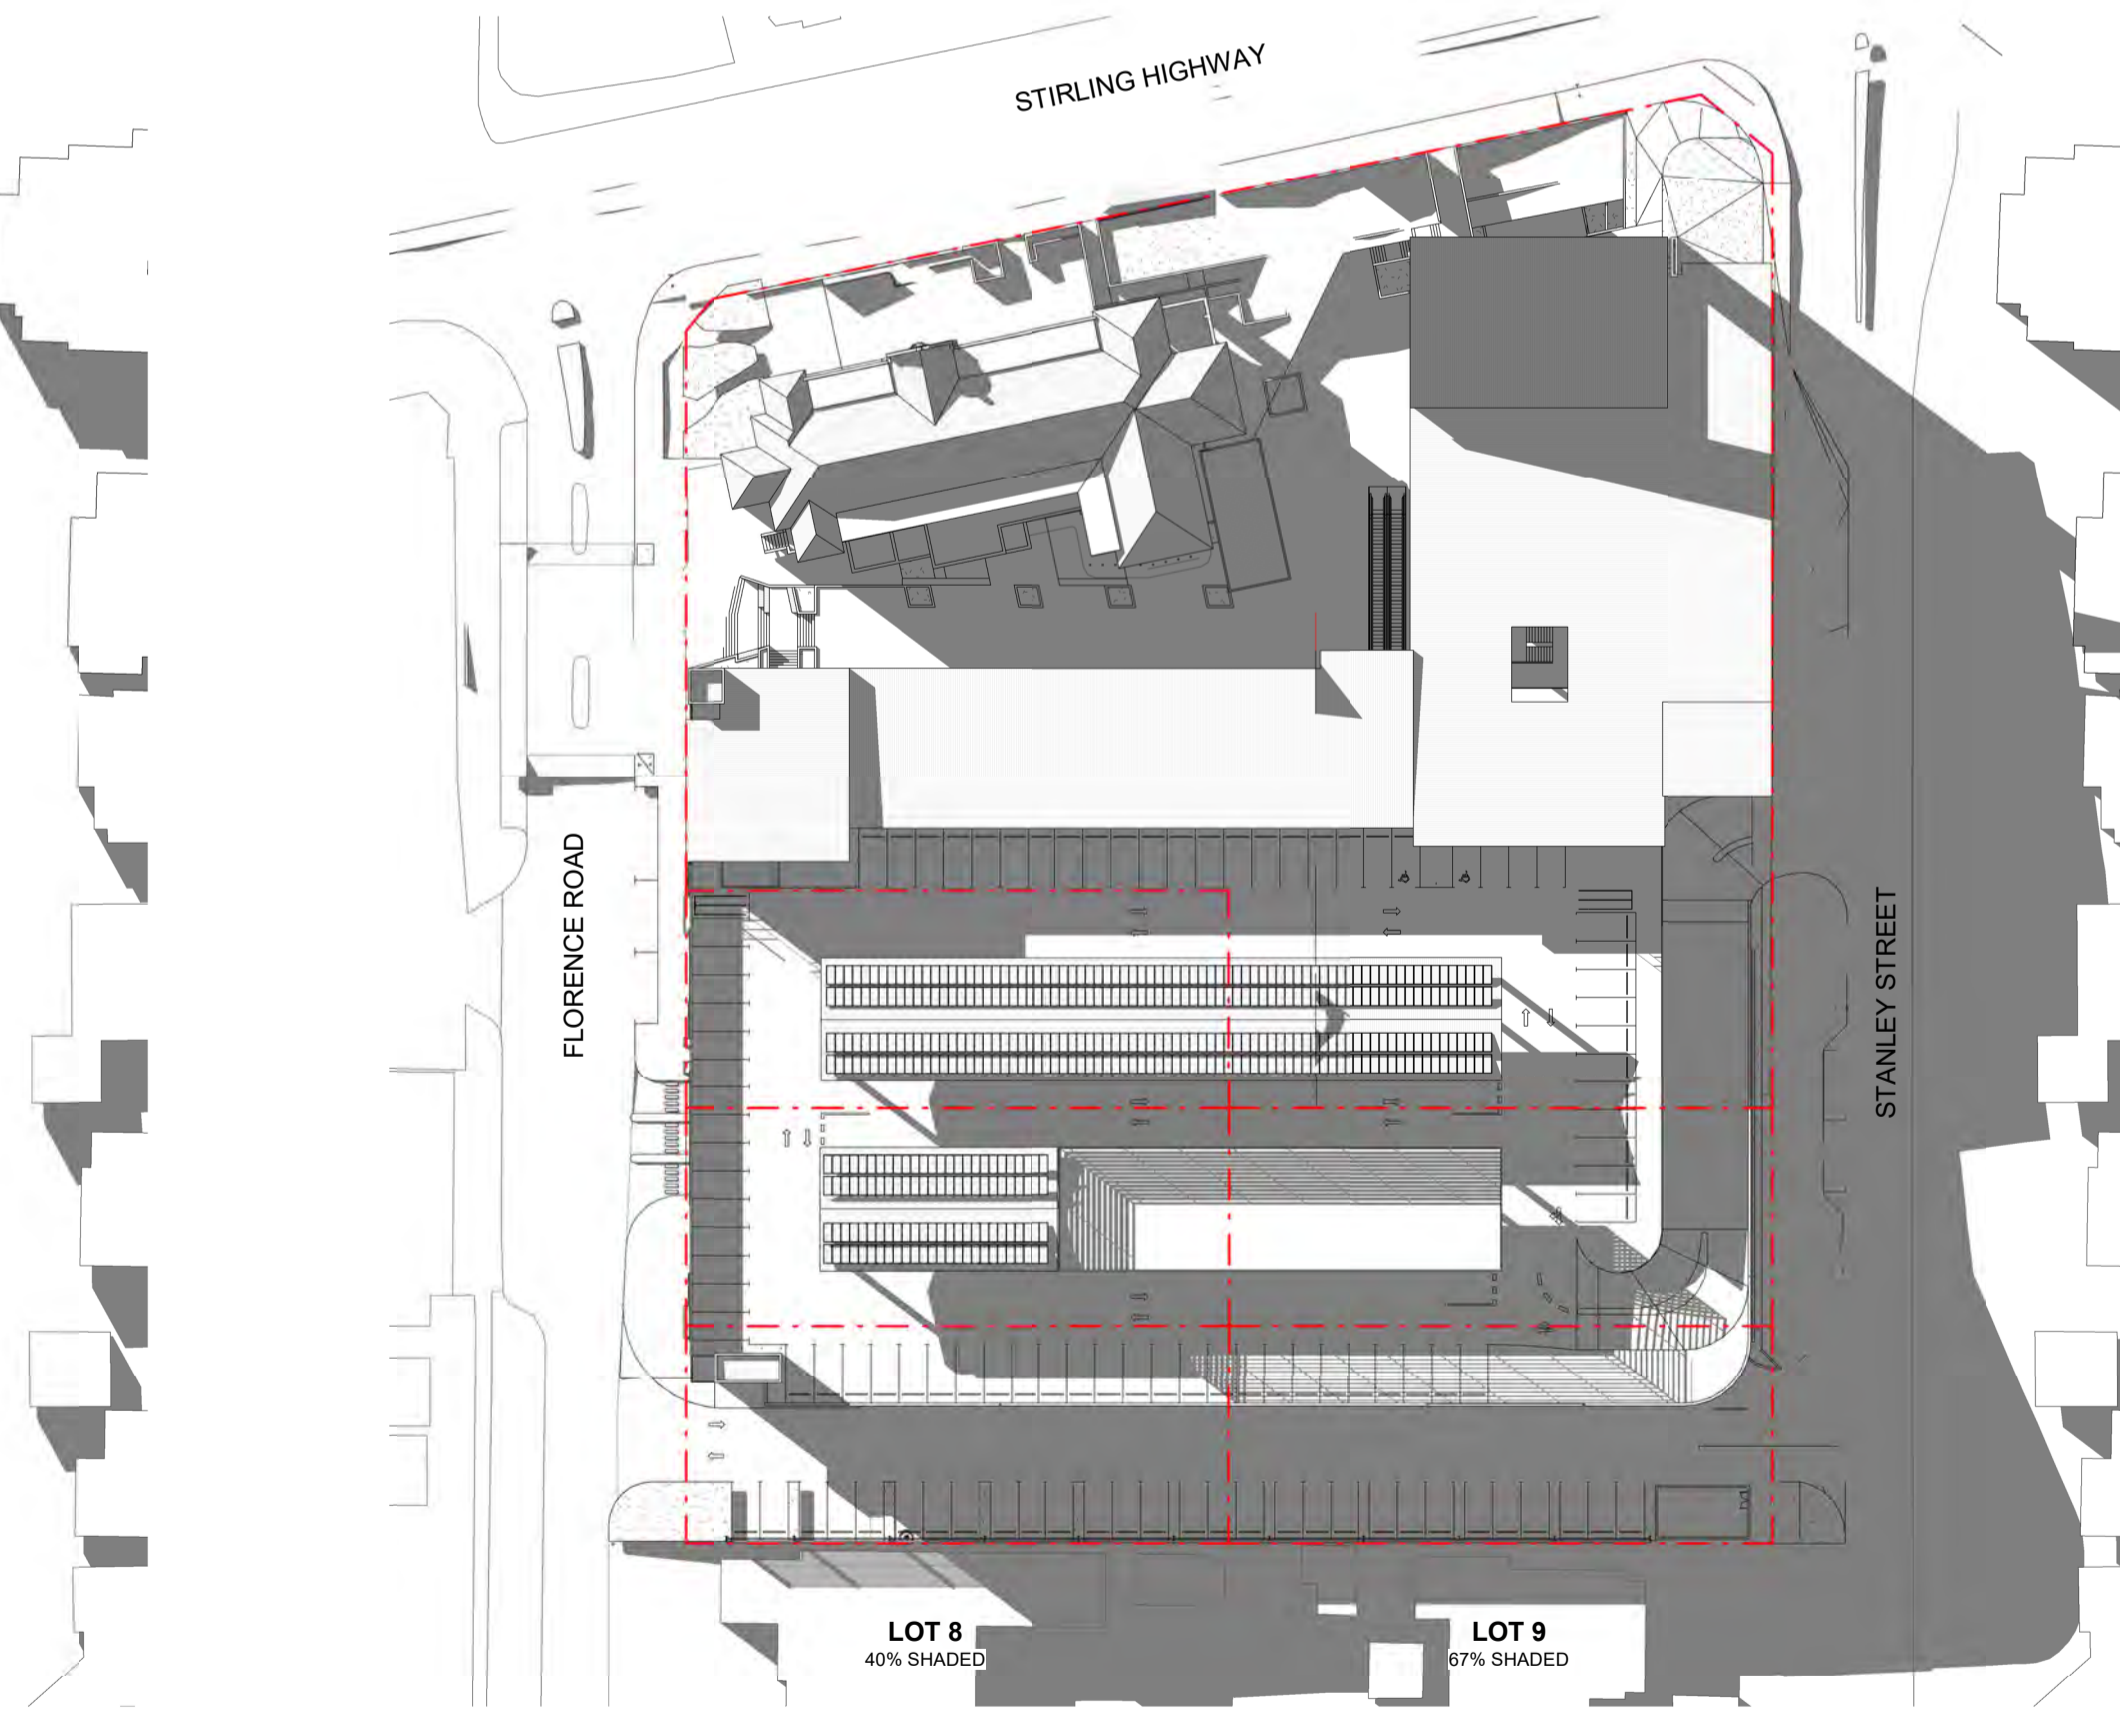 STIRLING HIGHWAY
FLORENCE ROAD
STANLEY STREET
LOT 8
40% SHADED
LOT 9
67% SHADED